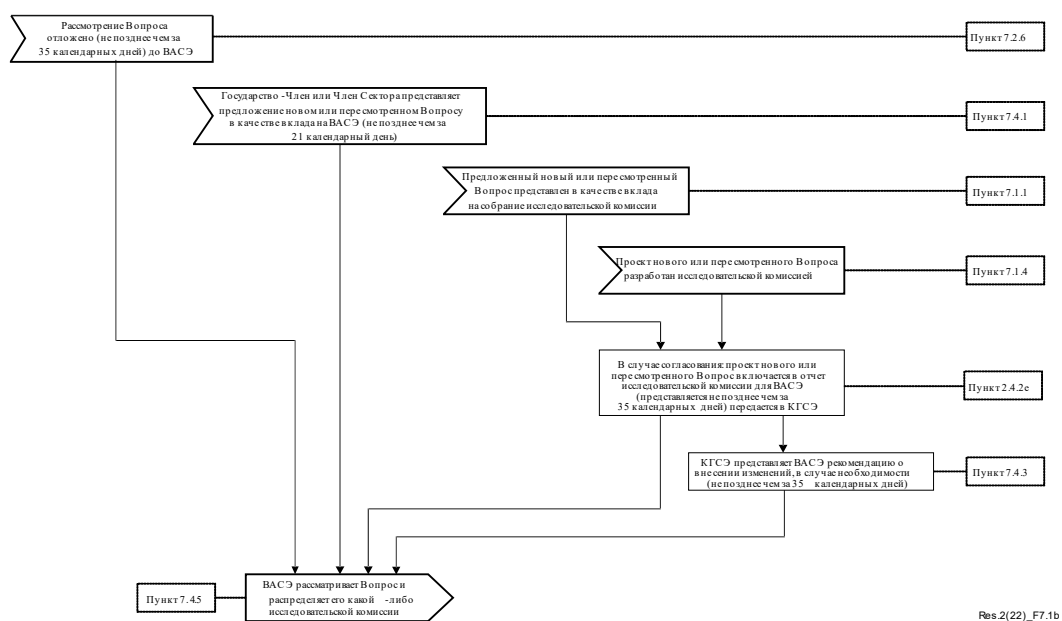 Рассмотрение Вопроса
отложено (не позднее чем за
35 календарных дней) до ВАСЭ
Пункт 7.2.6
Государство - Член или Член Сектора представляет
предложение новом или пересмотренном Вопросу
в качестве вклада на ВАСЭ (не позднее чем за
21 календарный день)
Пункт 7.4.1
Предложенный новый или пересмотренный
Вопрос представлен в качестве вклада
на собрание исследовательской комиссии
Пункт 7.1.1
Проект нового или пересмотренного Вопроса
разработан исследовательской комиссией
Пункт 7.1.4
В случае согласования: проект нового или
пересмотренного Вопрос включается в отчет
исследовательской комиссии для ВАСЭ
(представляется не позднее чем за
35 календарных дней) передается в КГСЭ
Пункт 2.4.2e
КГСЭ представляет ВАСЭ рекомендацию о
внесении изменений, в случае необходимости
(не позднее чем за 35 календарных дней)
Пункт 7.4.3
Пункт 7.4.5
ВАСЭ рассматривает Вопрос и
распределяет его какой -либо
исследовательской комиссии
Res.2(22)_F7.1b